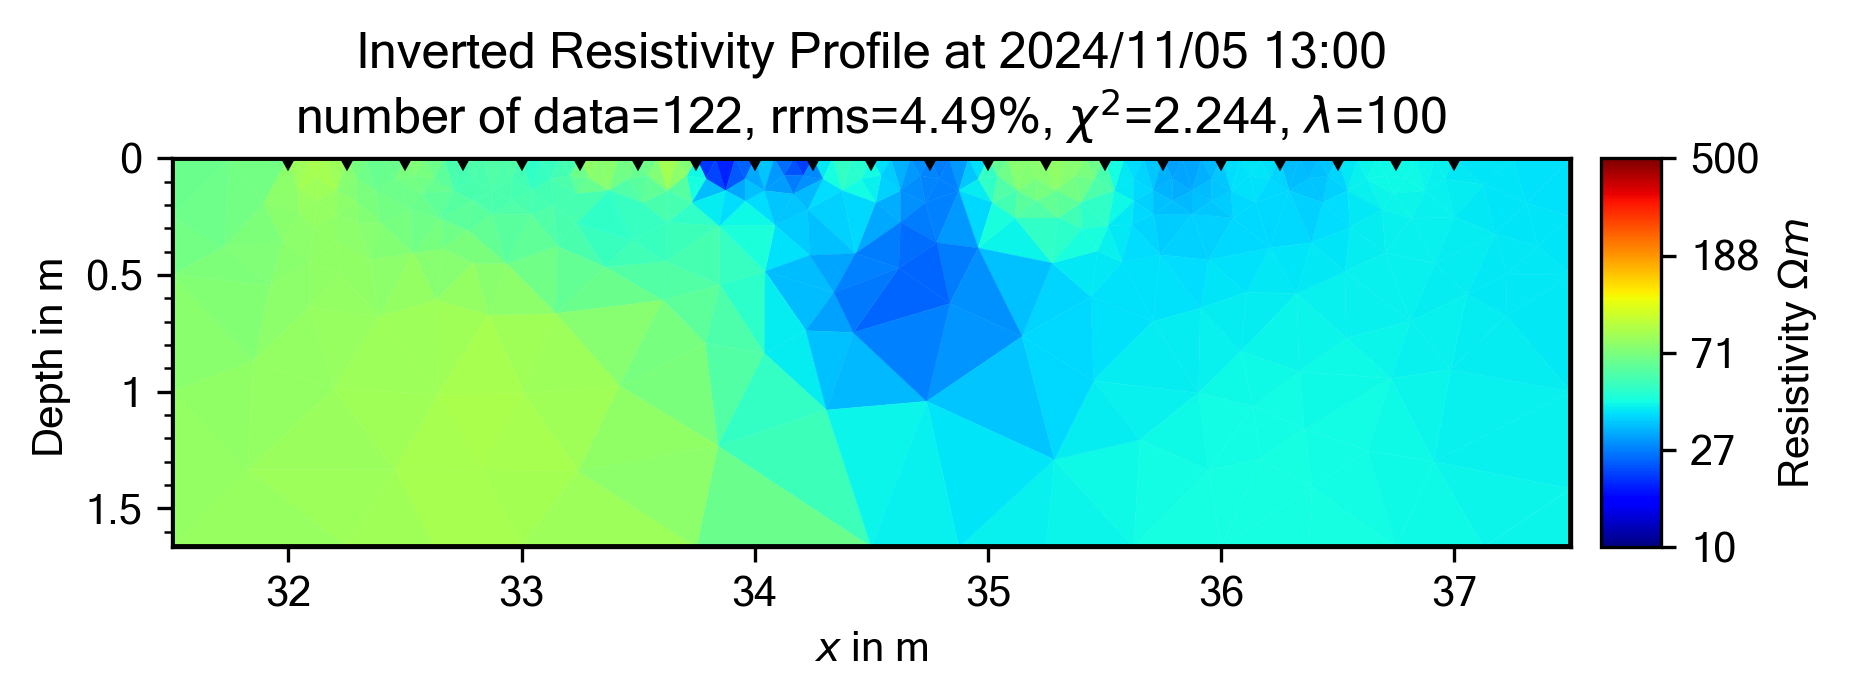 Inverted Resistivity Profile at 2024/11/05 13:00
number of data=122, rrms=4.49%, χ²=2.244, λ=100
0
0.5
1
1.5
Depth in m
32 33 34 35 36 37
x in m
500
188
71
27
10
Resistivity Ωm